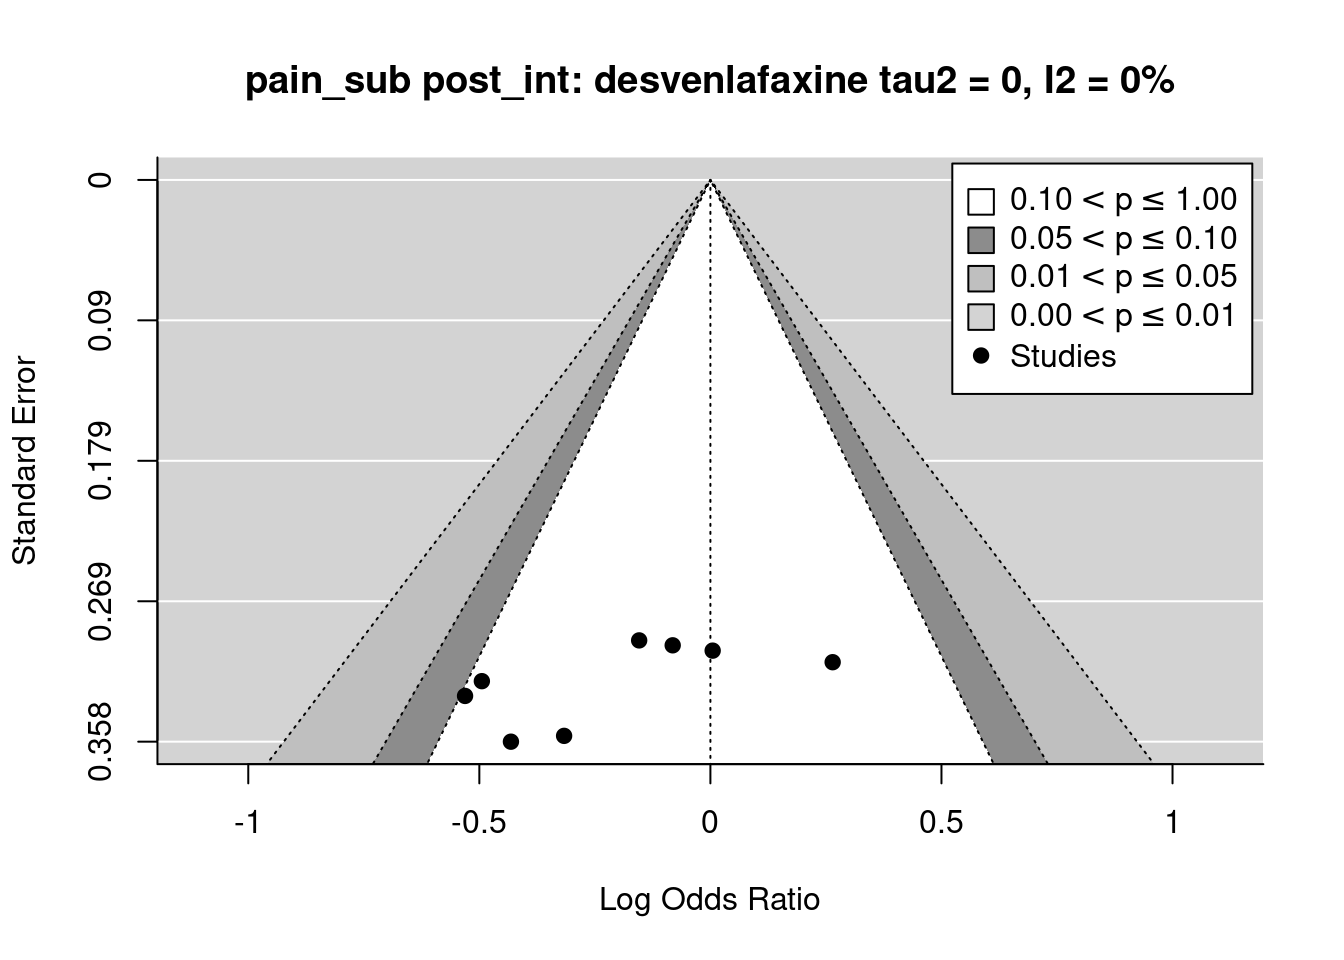 pain_sub post_int: desvenlafaxine tau2 = 0, I2 = 0%
0.10 < p ≤ 1.00
0.05 < p ≤ 0.10
0.01 < p ≤ 0.05
0.00 < p ≤ 0.01
Studies
Standard Error
0
0.09
0.179
0.269
0.358
-1
-0.5
0
0.5
1
Log Odds Ratio